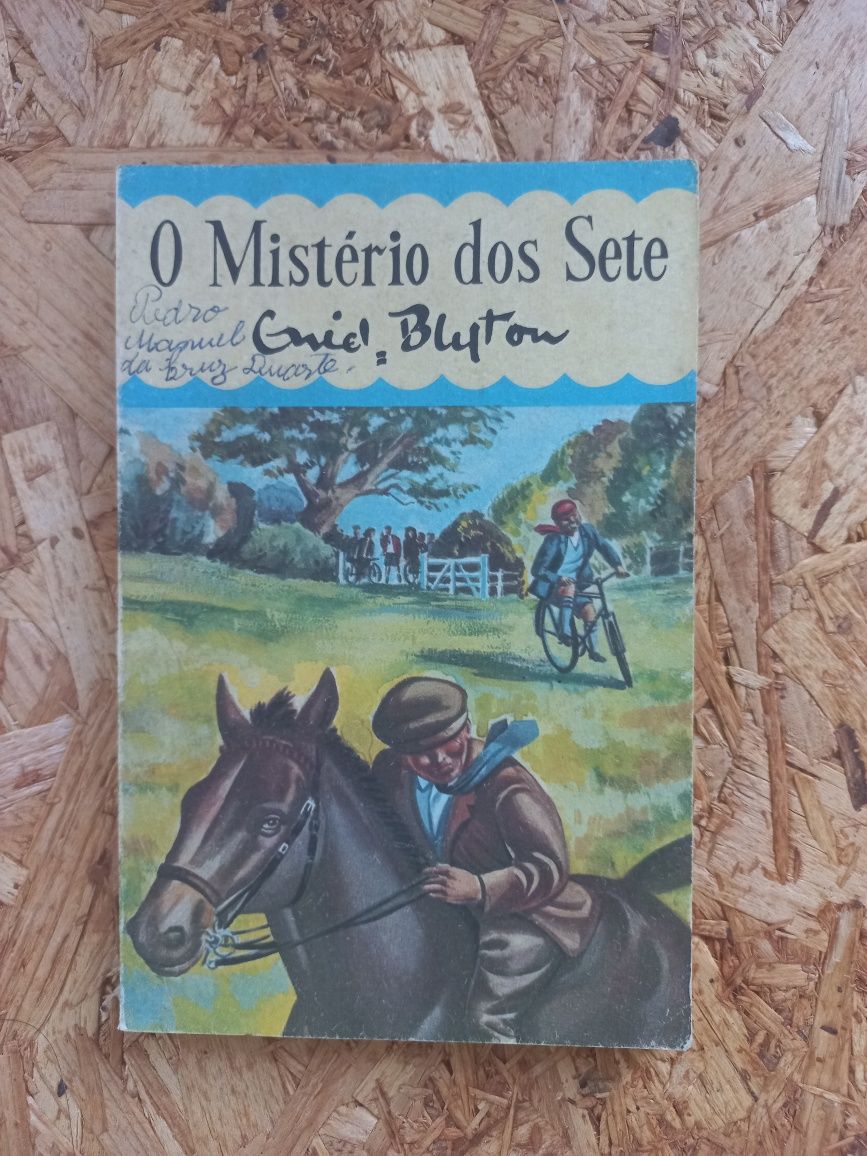 O Mistério dos Sete
Enid Blyton
Pedro
Manuel
da Cruz Duarte.